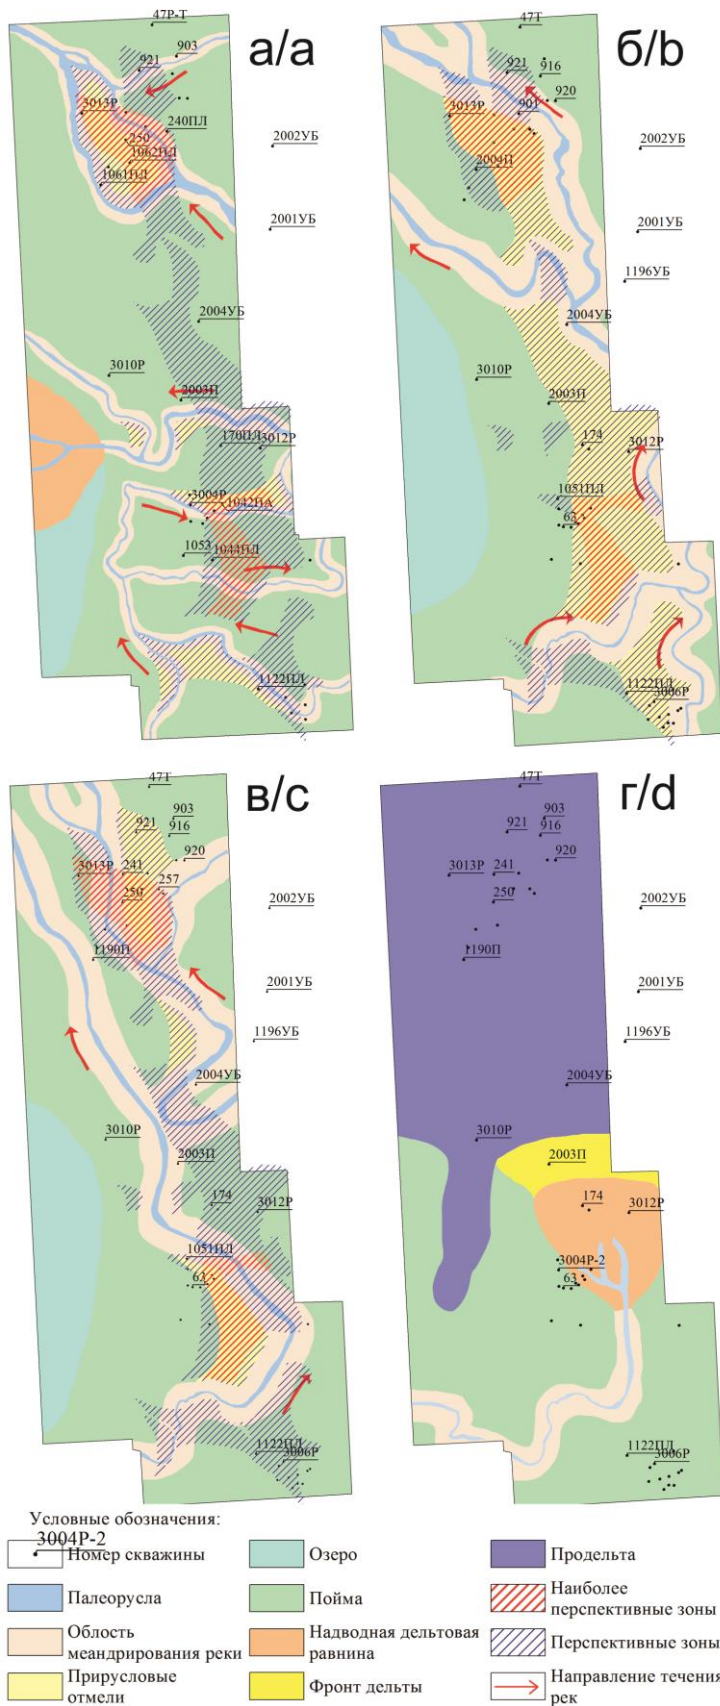 47Р-Т
а/а
903
921
3013Р
240ПЛ
250
1062ПЛ
1061ПЛ
2002УБ
2001УБ
2004УБ
3010Р
2003П
170ПЛ
3012Р
3004Р
1042ПА
1053
1044ПЛ
1122ПЛ
47Т
б/b
921
916
920
3013Р
901
2004П
2002УБ
2001УБ
1196УБ
2004УБ
3010Р
2003П
174
3012Р
1051ПЛ
63
1122ПЛ
3006Р
47Т
в/c
903
921
916
920
3013Р
241
257
250
1190П
2002УБ
2001УБ
1196УБ
2004УБ
3010Р
2003П
174
3012Р
1051ПЛ
63
1122ПЛ
3006Р
47Т
г/d
903
921
916
920
3013Р
241
250
1190П
2002УБ
2001УБ
1196УБ
2004УБ
3010Р
2003П
174
3012Р
3004Р-2
63
1122ПЛ
3006Р
Условные обозначения:
3004Р-2
Номер скважины
Озеро
Продельта
Палеорусла
Пойма
Наиболее
перспективные зоны
Облость
меандрирования реки
Надводная дельтовая
равнина
Перспективные зоны
Прирусловые
отмели
Фронт дельты
Направление течения
рек